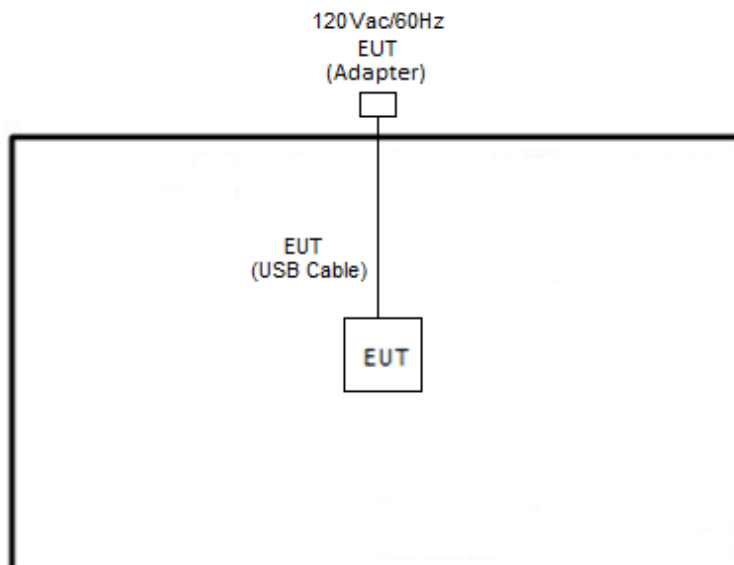 120Vac/60Hz
EUT
(Adapter)
EUT
(USB Cable)
EUT